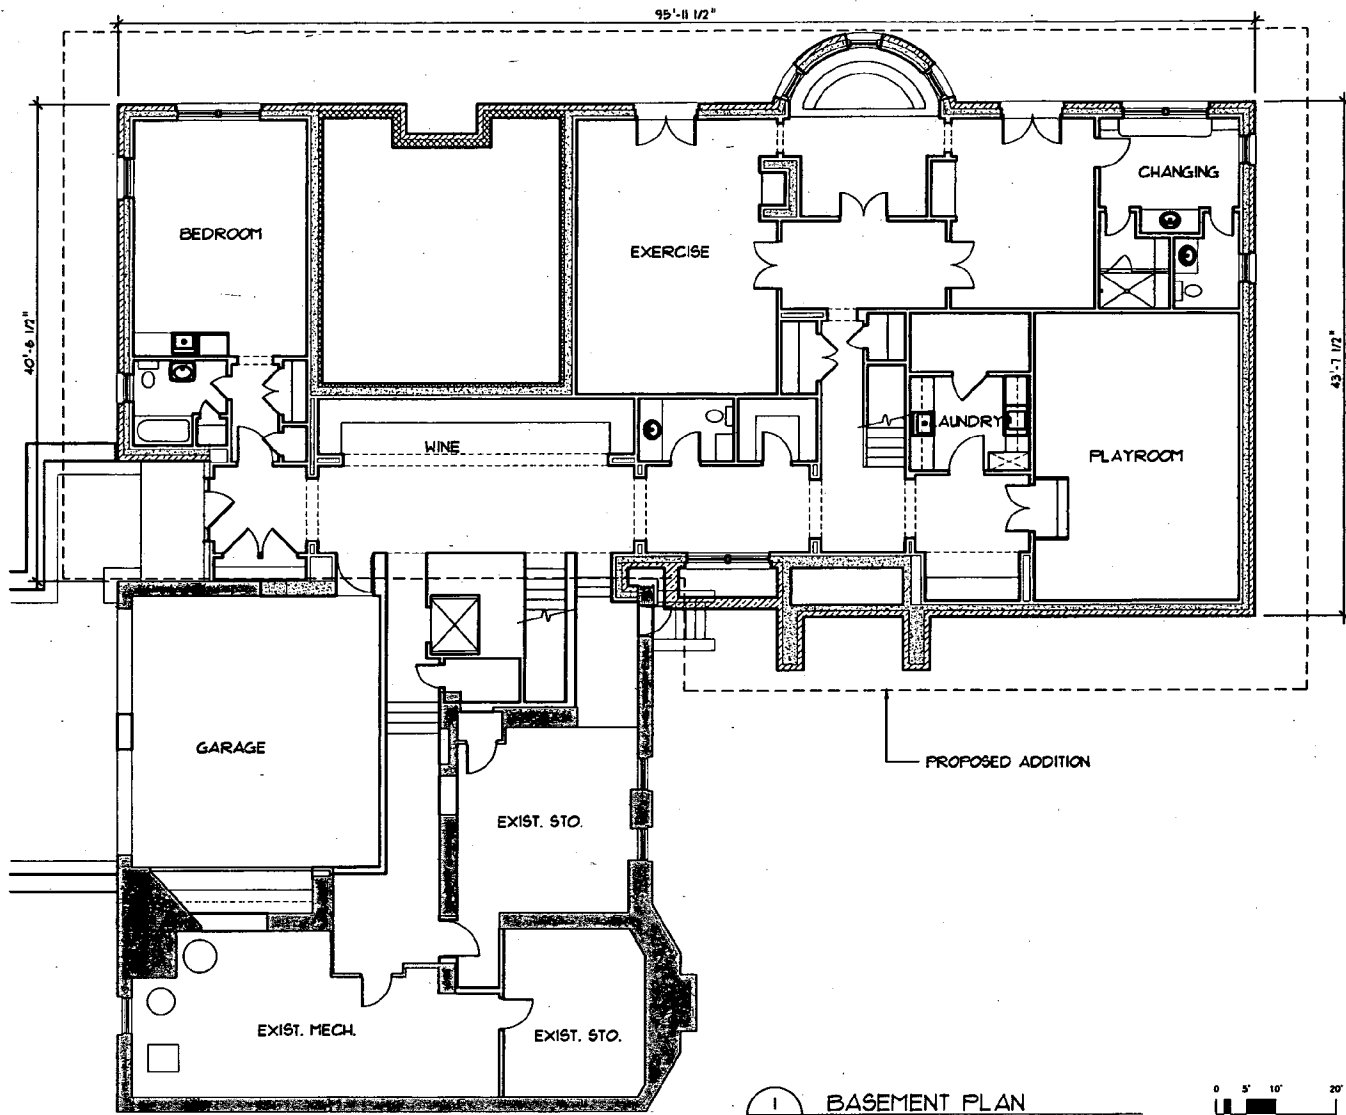 95'-11 1/2"
40'-6 1/2"
43'-7 1/2"
BEDROOM
EXERCISE
CHANGING
WINE
AUNDRY
PLAYROOM
GARAGE
PROPOSED ADDITION
EXIST. STO.
EXIST. MECH.
EXIST. STO.
1 BASEMENT PLAN
0 5' 10' 20'